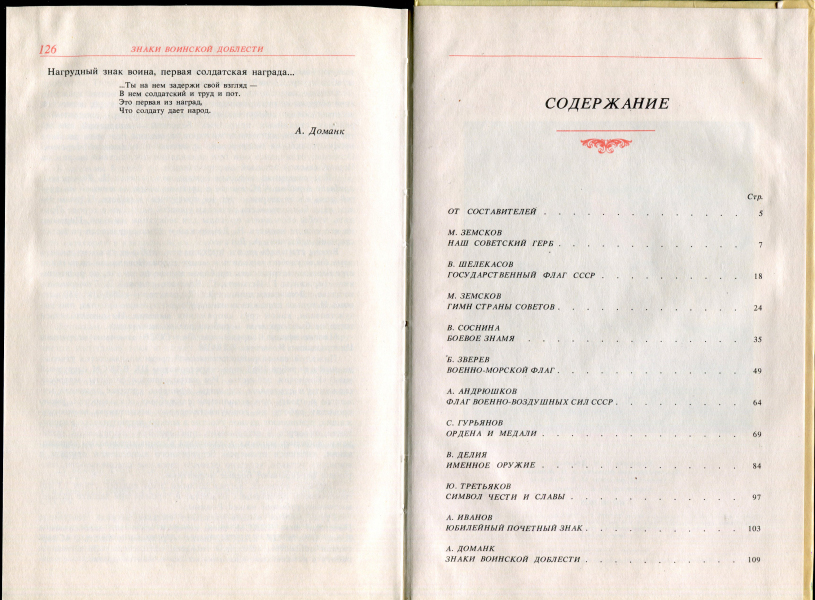 126
ЗНАКИ ВОИНСКОЙ ДОБЛЕСТИ
Нагрудный знак воина, первая солдатская награда...
...Ты на нем задержи свой взгляд —
В нем солдатский и труд и пот.
Это первая из наград,
Что солдату дает народ.
А. Доманк
СОДЕРЖАНИЕ
Стр.
ОТ СОСТАВИТЕЛЕЙ . . . . . . . . . . . . . . 5
М. ЗЕМСКОВ
НАШ СОВЕТСКИЙ ГЕРБ . . . . . . . . . . . . . 7
В. ШЕЛЕКАСОВ
ГОСУДАРСТВЕННЫЙ ФЛАГ СССР . . . . . . . . . . 18
М. ЗЕМСКОВ
ГИМН СТРАНЫ СОВЕТОВ . . . . . . . . . . . . . 24
В. СОСНИНА
БОЕВОЕ ЗНАМЯ . . . . . . . . . . . . . . . 35
Б. ЗВЕРЕВ
ВОЕННО-МОРСКОЙ ФЛАГ . . . . . . . . . . . . . 49
А. АНДРЮШКОВ
ФЛАГ ВОЕННО-ВОЗДУШНЫХ СИЛ СССР . . . . . . . . . 64
С. ГУРЬЯНОВ
ОРДЕНА И МЕДАЛИ . . . . . . . . . . . . . . 69
В. ДЕЛИЯ
ИМЕННОЕ ОРУЖИЕ . . . . . . . . . . . . . . 84
Ю. ТРЕТЬЯКОВ
СИМВОЛ ЧЕСТИ И СЛАВЫ . . . . . . . . . . . . 97
А. ИВАНОВ
ЮБИЛЕЙНЫЙ ПОЧЕТНЫЙ ЗНАК . . . . . . . . . . . 103
А. ДОМАНК
ЗНАКИ ВОИНСКОЙ ДОБЛЕСТИ . . . . . . . . . . . 109